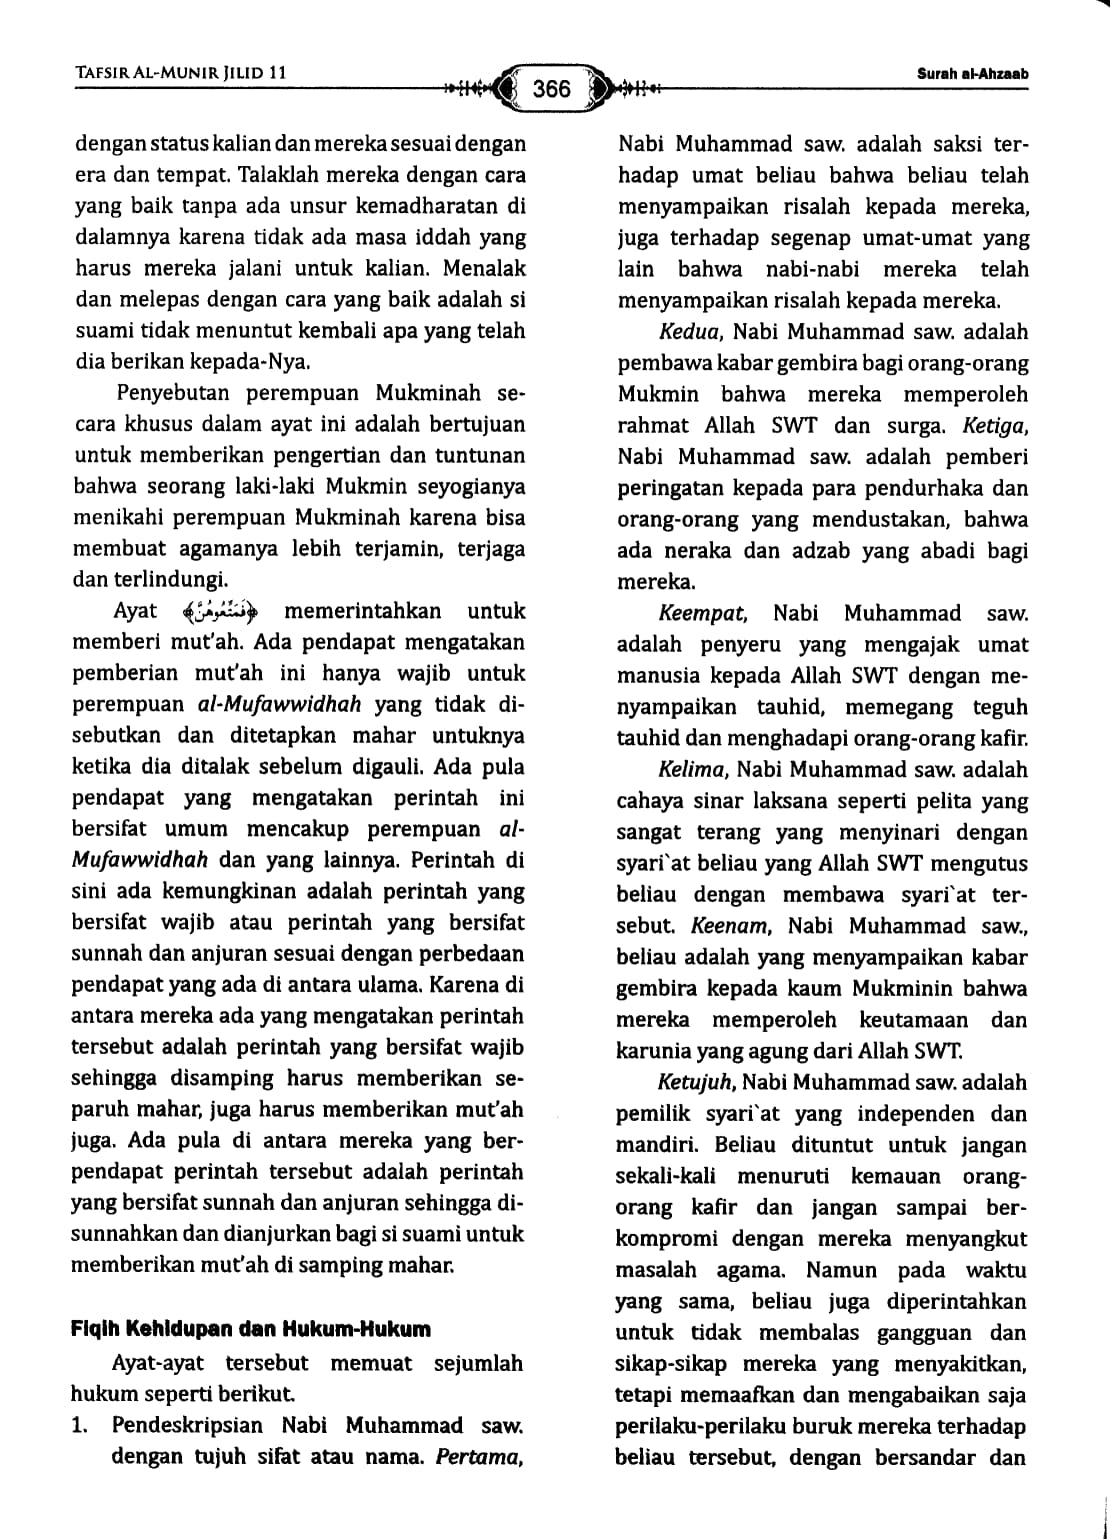 TAFSIR AL-MUNIR JILID 11
366
Surah al-Ahzaab
dengan status kalian dan mereka sesuai dengan
era dan tempat. Talaklah mereka dengan cara
yang baik tanpa ada unsur kemadharatan di
dalamnya karena tidak ada masa iddah yang
harus mereka jalani untuk kalian. Menalak
dan melepas dengan cara yang baik adalah si
suami tidak menuntut kembali apa yang telah
dia berikan kepada-Nya.
Penyebutan perempuan Mukminah se-
cara khusus dalam ayat ini adalah bertujuan
untuk memberikan pengertian dan tuntunan
bahwa seorang laki-laki Mukmin seyogianya
menikahi perempuan Mukminah karena bisa
membuat agamanya lebih terjamin, terjaga
dan terlindungi.
Ayat ﴿فَمَتِّعُوهُنَّ﴾ memerintahkan untuk
memberi mut'ah. Ada pendapat mengatakan
pemberian mut'ah ini hanya wajib untuk
perempuan al-Mufawwidhah yang tidak di-
sebutkan dan ditetapkan mahar untuknya
ketika dia ditalak sebelum digauli. Ada pula
pendapat yang mengatakan perintah ini
bersifat umum mencakup perempuan al-
Mufawwidhah dan yang lainnya. Perintah di
sini ada kemungkinan adalah perintah yang
bersifat wajib atau perintah yang bersifat
sunnah dan anjuran sesuai dengan perbedaan
pendapat yang ada di antara ulama. Karena di
antara mereka ada yang mengatakan perintah
tersebut adalah perintah yang bersifat wajib
sehingga disamping harus memberikan se-
paruh mahar, juga harus memberikan mut'ah
juga. Ada pula di antara mereka yang ber-
pendapat perintah tersebut adalah perintah
yang bersifat sunnah dan anjuran sehingga di-
sunnahkan dan dianjurkan bagi si suami untuk
memberikan mut'ah di samping mahar.
Fiqih Kehidupan dan Hukum-Hukum
Ayat-ayat tersebut memuat sejumlah
hukum seperti berikut.
1. Pendeskripsian Nabi Muhammad saw.
dengan tujuh sifat atau nama. Pertama,
Nabi Muhammad saw. adalah saksi ter-
hadap umat beliau bahwa beliau telah
menyampaikan risalah kepada mereka,
juga terhadap segenap umat-umat yang
lain bahwa nabi-nabi mereka telah
menyampaikan risalah kepada mereka.
Kedua, Nabi Muhammad saw. adalah
pembawa kabar gembira bagi orang-orang
Mukmin bahwa mereka memperoleh
rahmat Allah SWT dan surga. Ketiga,
Nabi Muhammad saw. adalah pemberi
peringatan kepada para pendurhaka dan
orang-orang yang mendustakan, bahwa
ada neraka dan adzab yang abadi bagi
mereka.
Keempat, Nabi Muhammad saw.
adalah penyeru yang mengajak umat
manusia kepada Allah SWT dengan me-
nyampaikan tauhid, memegang teguh
tauhid dan menghadapi orang-orang kafir.
Kelima, Nabi Muhammad saw. adalah
cahaya sinar laksana seperti pelita yang
sangat terang yang menyinari dengan
syari`at beliau yang Allah SWT mengutus
beliau dengan membawa syari`at ter-
sebut. Keenam, Nabi Muhammad saw.,
beliau adalah yang menyampaikan kabar
gembira kepada kaum Mukminin bahwa
mereka memperoleh keutamaan dan
karunia yang agung dari Allah SWT.
Ketujuh, Nabi Muhammad saw. adalah
pemilik syari`at yang independen dan
mandiri. Beliau dituntut untuk jangan
sekali-kali menuruti kemauan orang-
orang kafir dan jangan sampai ber-
kompromi dengan mereka menyangkut
masalah agama. Namun pada waktu
yang sama, beliau juga diperintahkan
untuk tidak membalas gangguan dan
sikap-sikap mereka yang menyakitkan,
tetapi memaafkan dan mengabaikan saja
perilaku-perilaku buruk mereka terhadap
beliau tersebut, dengan bersandar dan